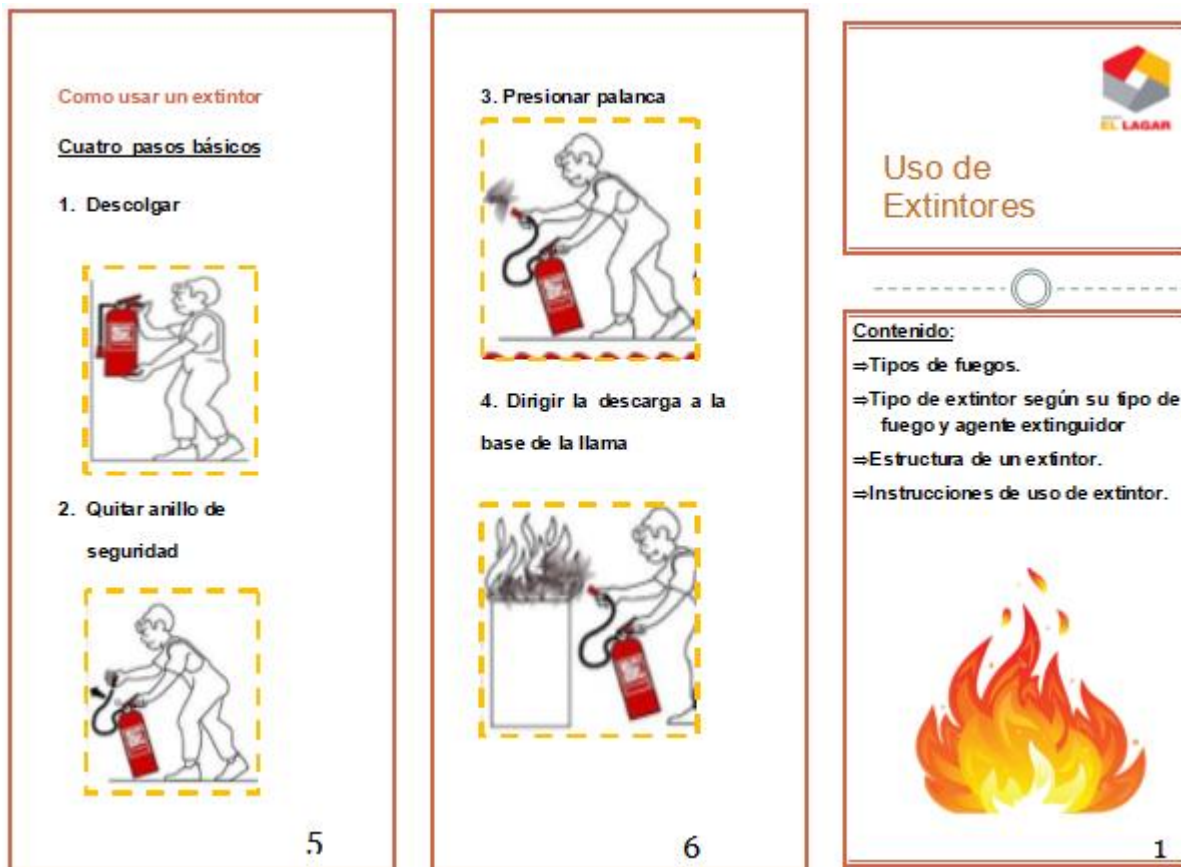 Como usar un extintor
Cuatro pasos básicos
1. Descolgar
2. Quitar anillo de
seguridad
5
3. Presionar palanca
4. Dirigir la descarga a la
base de la llama
6
EL LAGAR
Uso de
Extintores
Contenido:
⇒Tipos de fuegos.
⇒Tipo de extintor según su tipo de
fuego y agente extinguidor
⇒Estructura de un extintor.
⇒Instrucciones de uso de extintor.
1